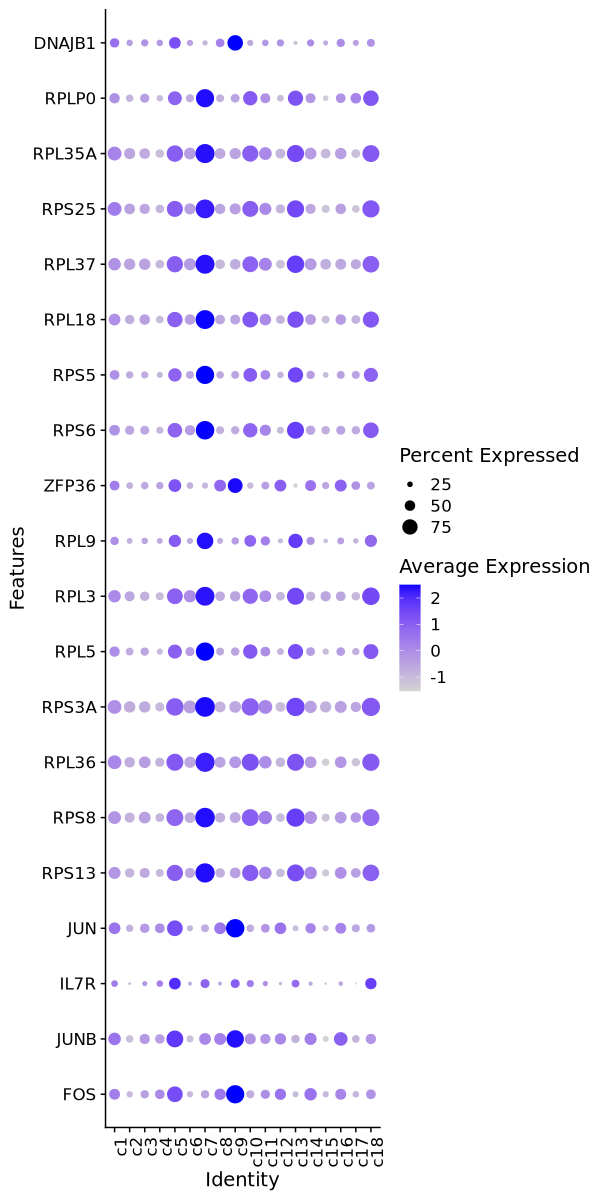 DNAJB1
RPLP0
RPL35A
RPS25
RPL37
RPL18
RPS5
RPS6
ZFP36
RPL9
RPL3
RPL5
RPS3A
RPL36
RPS8
RPS13
JUN
IL7R
JUNB
FOS
Features
c1 c2 c3 c4 c5 c6 c7 c8 c9 c10 c11 c12 c13 c14 c15 c16 c17 c18
Identity
Percent Expressed
25
50
75
Average Expression
2
1
0
-1